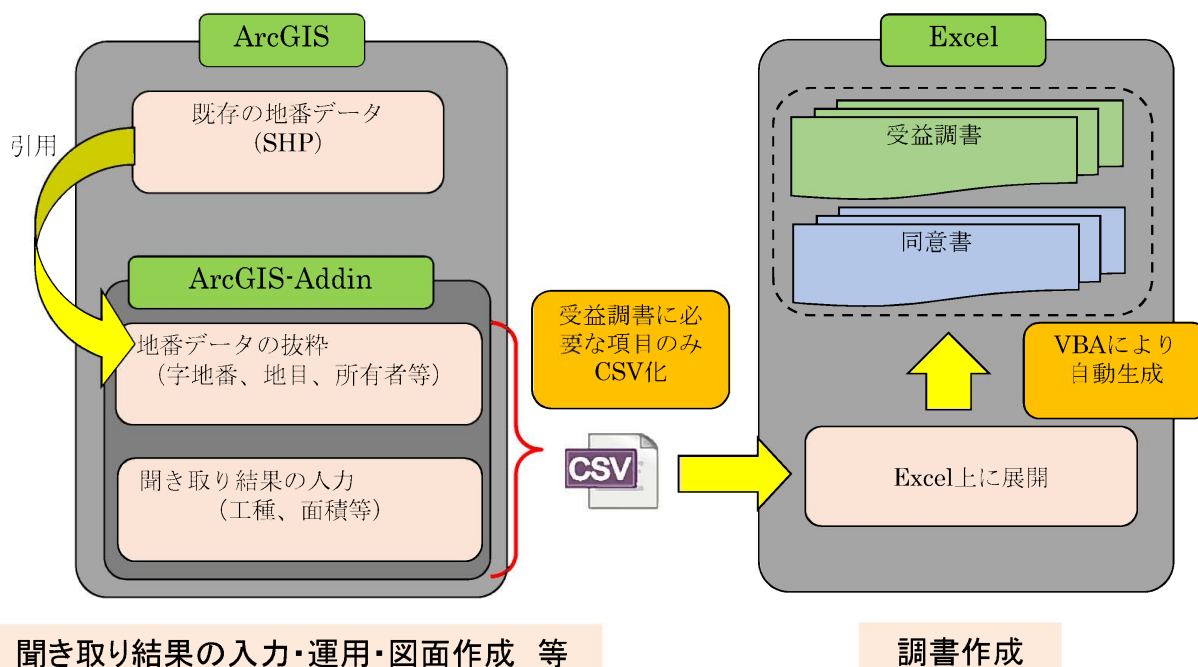 ArcGIS
既存の地番データ
(SHP)
引用
ArcGIS-Addin
地番データの抜粋
（字地番、地目、所有者等）
聞き取り結果の入力
（工種、面積等）
受益調書に必
要な項目のみ
CSV化
CSV
Excel
受益調書
同意書
VBAにより
自動生成
Excel上に展開
聞き取り結果の入力・運用・図面作成　等
調書作成